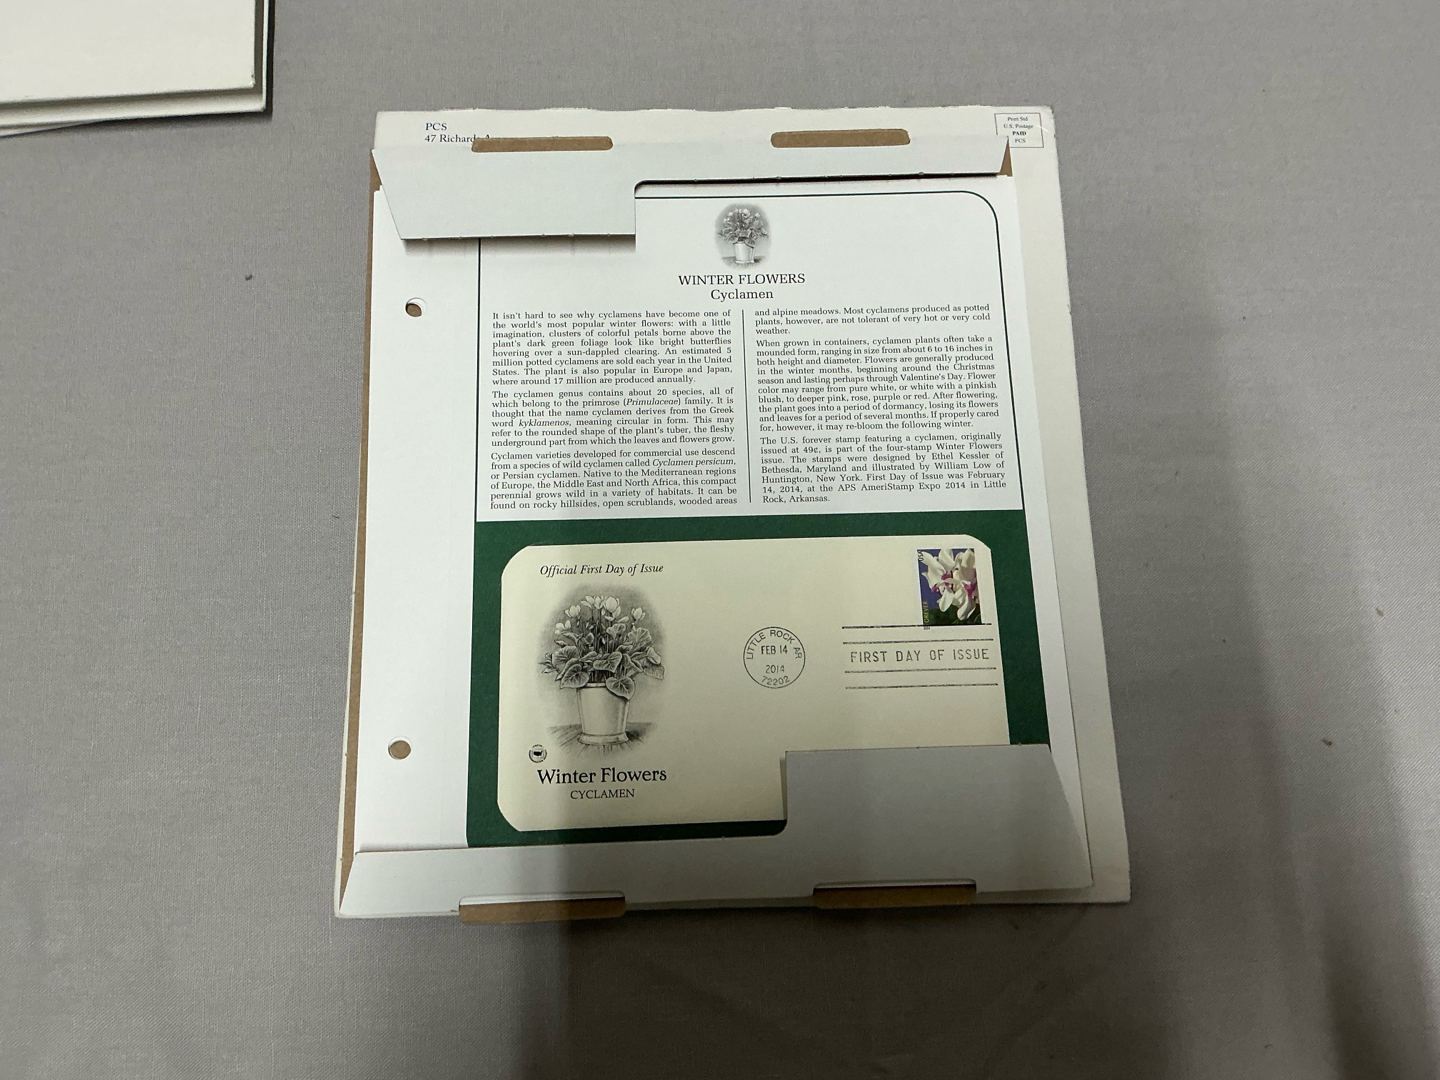 PCS
47 Richards
Prsrt Std
U.S. Postage
PAID
PCS
WINTER FLOWERS
Cyclamen
It isn't hard to see why cyclamens have become one of
the world's most popular winter flowers: with a little
imagination, clusters of colorful petals borne above the
plant's dark green foliage look like bright butterflies
hovering over a sun-dappled clearing. An estimated 5
million potted cyclamens are sold each year in the United
States. The plant is also popular in Europe and Japan,
where around 17 million are produced annually.
The cyclamen genus contains about 20 species, all of
which belong to the primrose (Primulaceae) family. It is
thought that the name cyclamen derives from the Greek
word kyklamenos, meaning circular in form. This may
refer to the rounded shape of the plant's tuber, the fleshy
underground part from which the leaves and flowers grow.
Cyclamen varieties developed for commercial use descend
from a species of wild cyclamen called Cyclamen persicum,
or Persian cyclamen. Native to the Mediterranean regions
of Europe, the Middle East and North Africa, this compact
perennial grows wild in a variety of habitats. It can be
found on rocky hillsides, open scrublands, wooded areas
and alpine meadows. Most cyclamens produced as potted
plants, however, are not tolerant of very hot or very cold
weather.
When grown in containers, cyclamen plants often take a
mounded form, ranging in size from about 6 to 16 inches in
both height and diameter. Flowers are generally produced
in the winter months, beginning around the Christmas
season and lasting perhaps through Valentine's Day. Flower
color may range from pure white, or white with a pinkish
blush, to deeper pink, rose, purple or red. After flowering,
the plant goes into a period of dormancy, losing its flowers
and leaves for a period of several months. If properly cared
for, however, it may re-bloom the following winter.
The U.S. forever stamp featuring a cyclamen, originally
issued at 49¢, is part of the four-stamp Winter Flowers
issue. The stamps were designed by Ethel Kessler of
Bethesda, Maryland and illustrated by William Low of
Huntington, New York. First Day of Issue was February
14, 2014, at the APS AmeriStamp Expo 2014 in Little
Rock, Arkansas.
Official First Day of Issue
USA
FOREVER
LITTLE ROCK AR
FEB 14
2014
72202
FIRST DAY OF ISSUE
Winter Flowers
CYCLAMEN